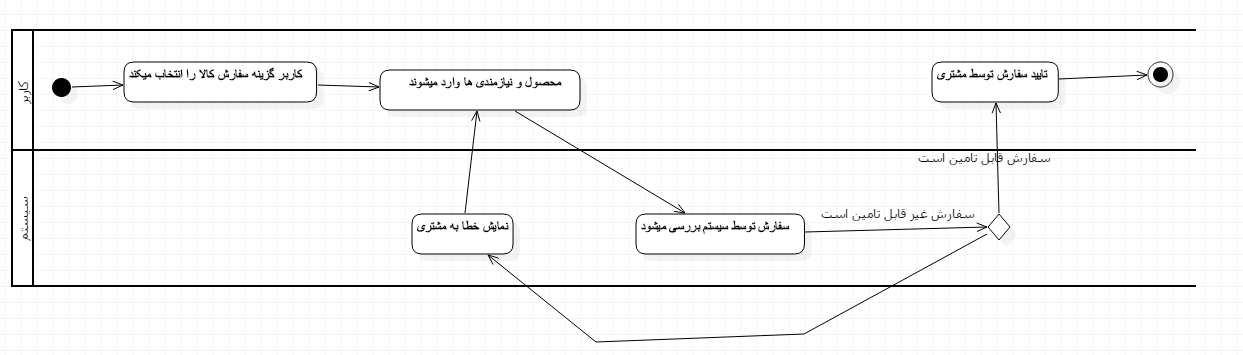 کاربر
کاربر گزینه سفارش کالا را انتخاب میکند
محصول و نیازمندی ها وارد میشوند
تایید سفارش توسط مشتری
سفارش قابل تامین است
سیستم
نمایش خطا به مشتری
سفارش توسط سیستم بررسی میشود
سفارش غیر قابل تامین است